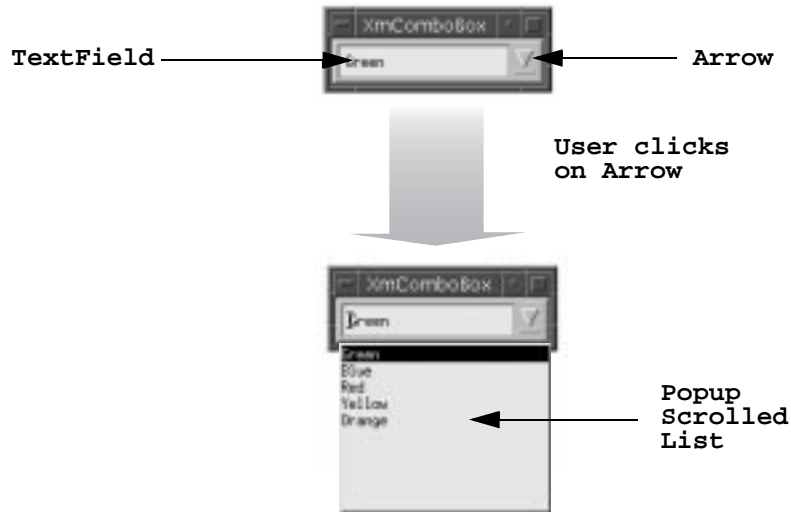 XmComboBox
TextField
Green
Arrow
User clicks
on Arrow
XmComboBox
Green
Green
Blue
Red
Yellow
Orange
Popup
Scrolled
List